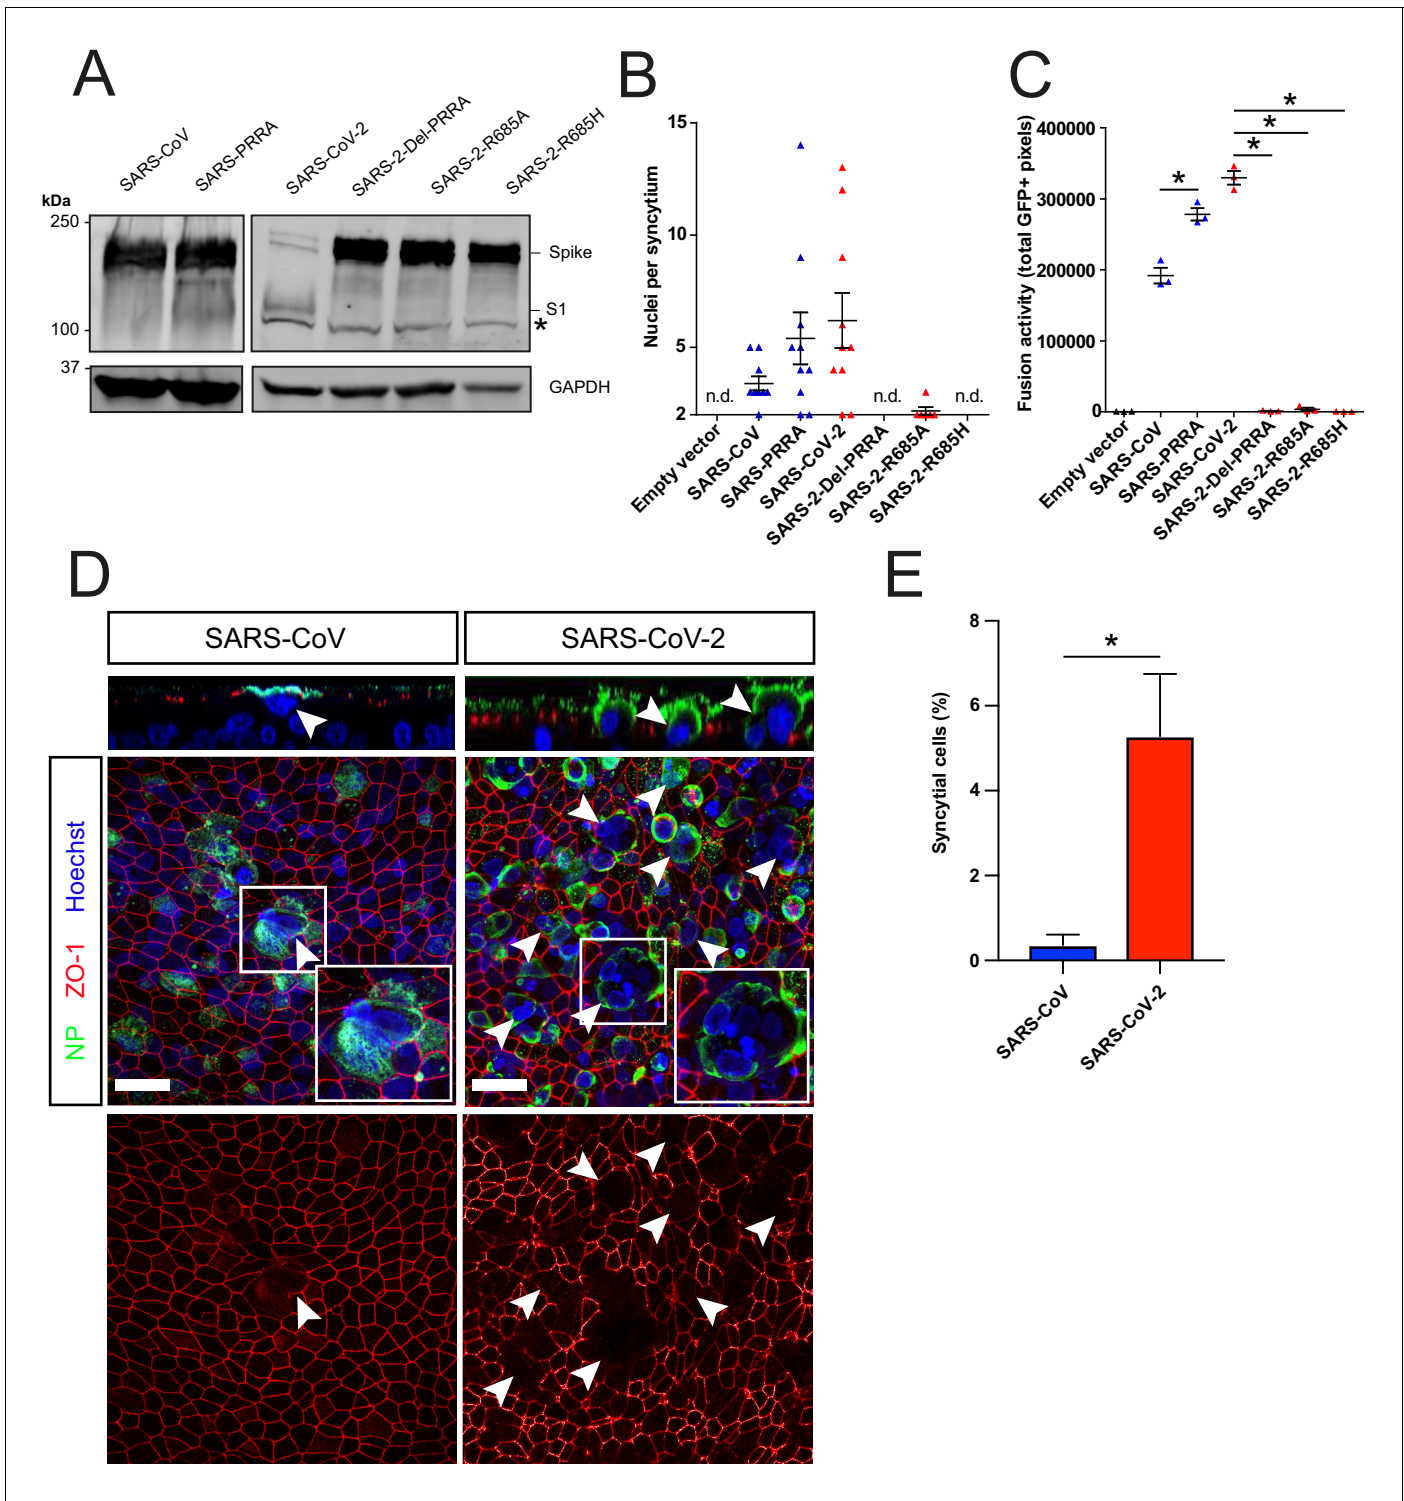 A
SARS-CoV
SARS-PRRA
SARS-CoV-2
SARS-2-Del-PRRA
SARS-2-R685A
SARS-2-R685H
kDa
250
100
37
Spike
S1
*
GAPDH
B
Nuclei per syncytium
15
10
5
2
n.d.
n.d.
n.d.
Empty vector
SARS-CoV
SARS-PRRA
SARS-CoV-2
SARS-2-Del-PRRA
SARS-2-R685A
SARS-2-R685H
C
Fusion activity (total GFP+ pixels)
400000
300000
200000
100000
0
*
*
*
*
Empty vector
SARS-CoV
SARS-PRRA
SARS-CoV-2
SARS-2-Del-PRRA
SARS-2-R685A
SARS-2-R685H
D
SARS-CoV
SARS-CoV-2
NP ZO-1 Hoechst
E
Syncytial cells (%)
8
6
4
2
0
*
SARS-CoV
SARS-CoV-2